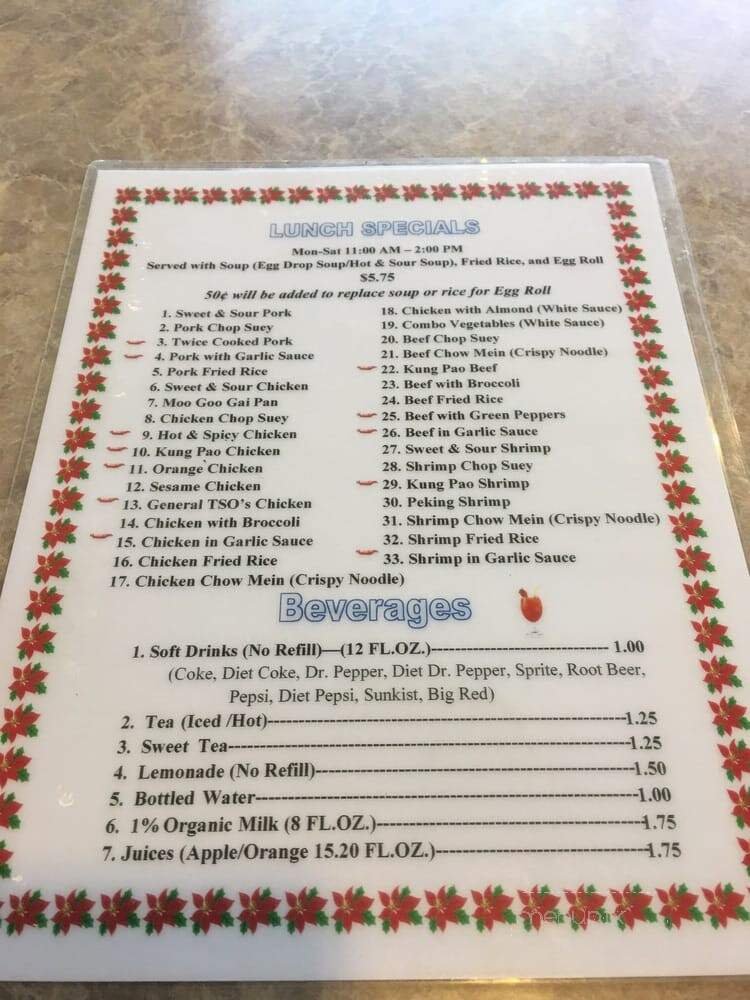 LUNCH SPECIALS
Mon-Sat 11:00 AM – 2:00 PM
Served with Soup (Egg Drop Soup/Hot & Sour Soup), Fried Rice, and Egg Roll
$5.75
50¢ will be added to replace soup or rice for Egg Roll
1. Sweet & Sour Pork
2. Pork Chop Suey
3. Twice Cooked Pork
4. Pork with Garlic Sauce
5. Pork Fried Rice
6. Sweet & Sour Chicken
7. Moo Goo Gai Pan
8. Chicken Chop Suey
9. Hot & Spicy Chicken
10. Kung Pao Chicken
11. Orange Chicken
12. Sesame Chicken
13. General TSO's Chicken
14. Chicken with Broccoli
15. Chicken in Garlic Sauce
16. Chicken Fried Rice
17. Chicken Chow Mein (Crispy Noodle)
18. Chicken with Almond (White Sauce)
19. Combo Vegetables (White Sauce)
20. Beef Chop Suey
21. Beef Chow Mein (Crispy Noodle)
22. Kung Pao Beef
23. Beef with Broccoli
24. Beef Fried Rice
25. Beef with Green Peppers
26. Beef in Garlic Sauce
27. Sweet & Sour Shrimp
28. Shrimp Chop Suey
29. Kung Pao Shrimp
30. Peking Shrimp
31. Shrimp Chow Mein (Crispy Noodle)
32. Shrimp Fried Rice
33. Shrimp in Garlic Sauce
Beverages
1. Soft Drinks (No Refill)—(12 FL.OZ.)------------------------------ 1.00
(Coke, Diet Coke, Dr. Pepper, Diet Dr. Pepper, Sprite, Root Beer,
Pepsi, Diet Pepsi, Sunkist, Big Red)
2. Tea (Iced /Hot)----------------------------------------------------------------1.25
3. Sweet Tea----------------------------------------------------------------------1.25
4. Lemonade (No Refill)------------------------------------------------------1.50
5. Bottled Water----------------------------------------------------------------1.00
6. 1% Organic Milk (8 FL.OZ.)---------------------------------------------1.75
7. Juices (Apple/Orange 15.20 FL.OZ.)-----------------------------------1.75